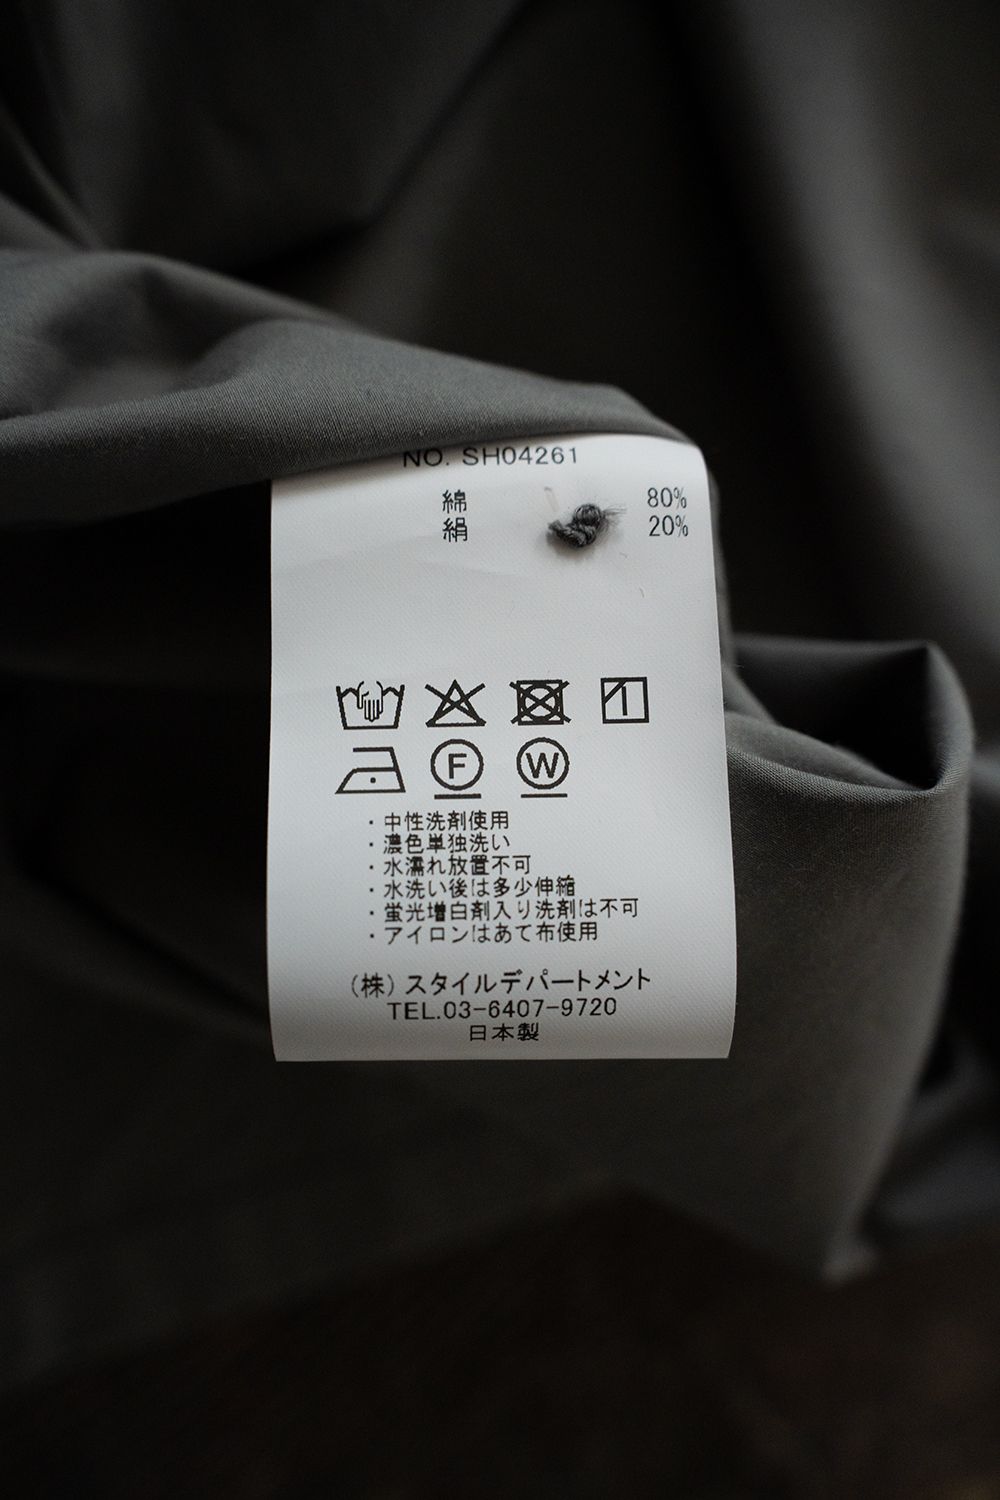 NO. SH04261
綿 80%
絹 20%
F W
・中性洗剤使用
・濃色単独洗い
・水濡れ放置不可
・水洗い後は多少伸縮
・蛍光増白剤入り洗剤は不可
・アイロンはあて布使用
(株)スタイルデパートメント
TEL.03-6407-9720
日本製